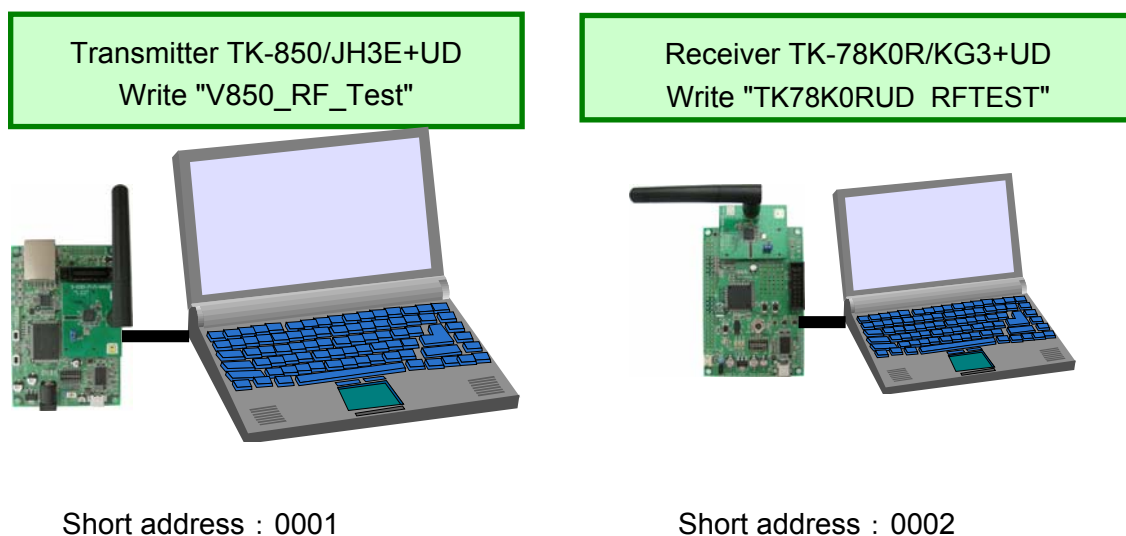 Transmitter TK-850/JH3E+UD
Write "V850_RF_Test"
Receiver TK-78K0R/KG3+UD
Write "TK78K0RUD RFTEST"
Short address：0001
Short address：0002